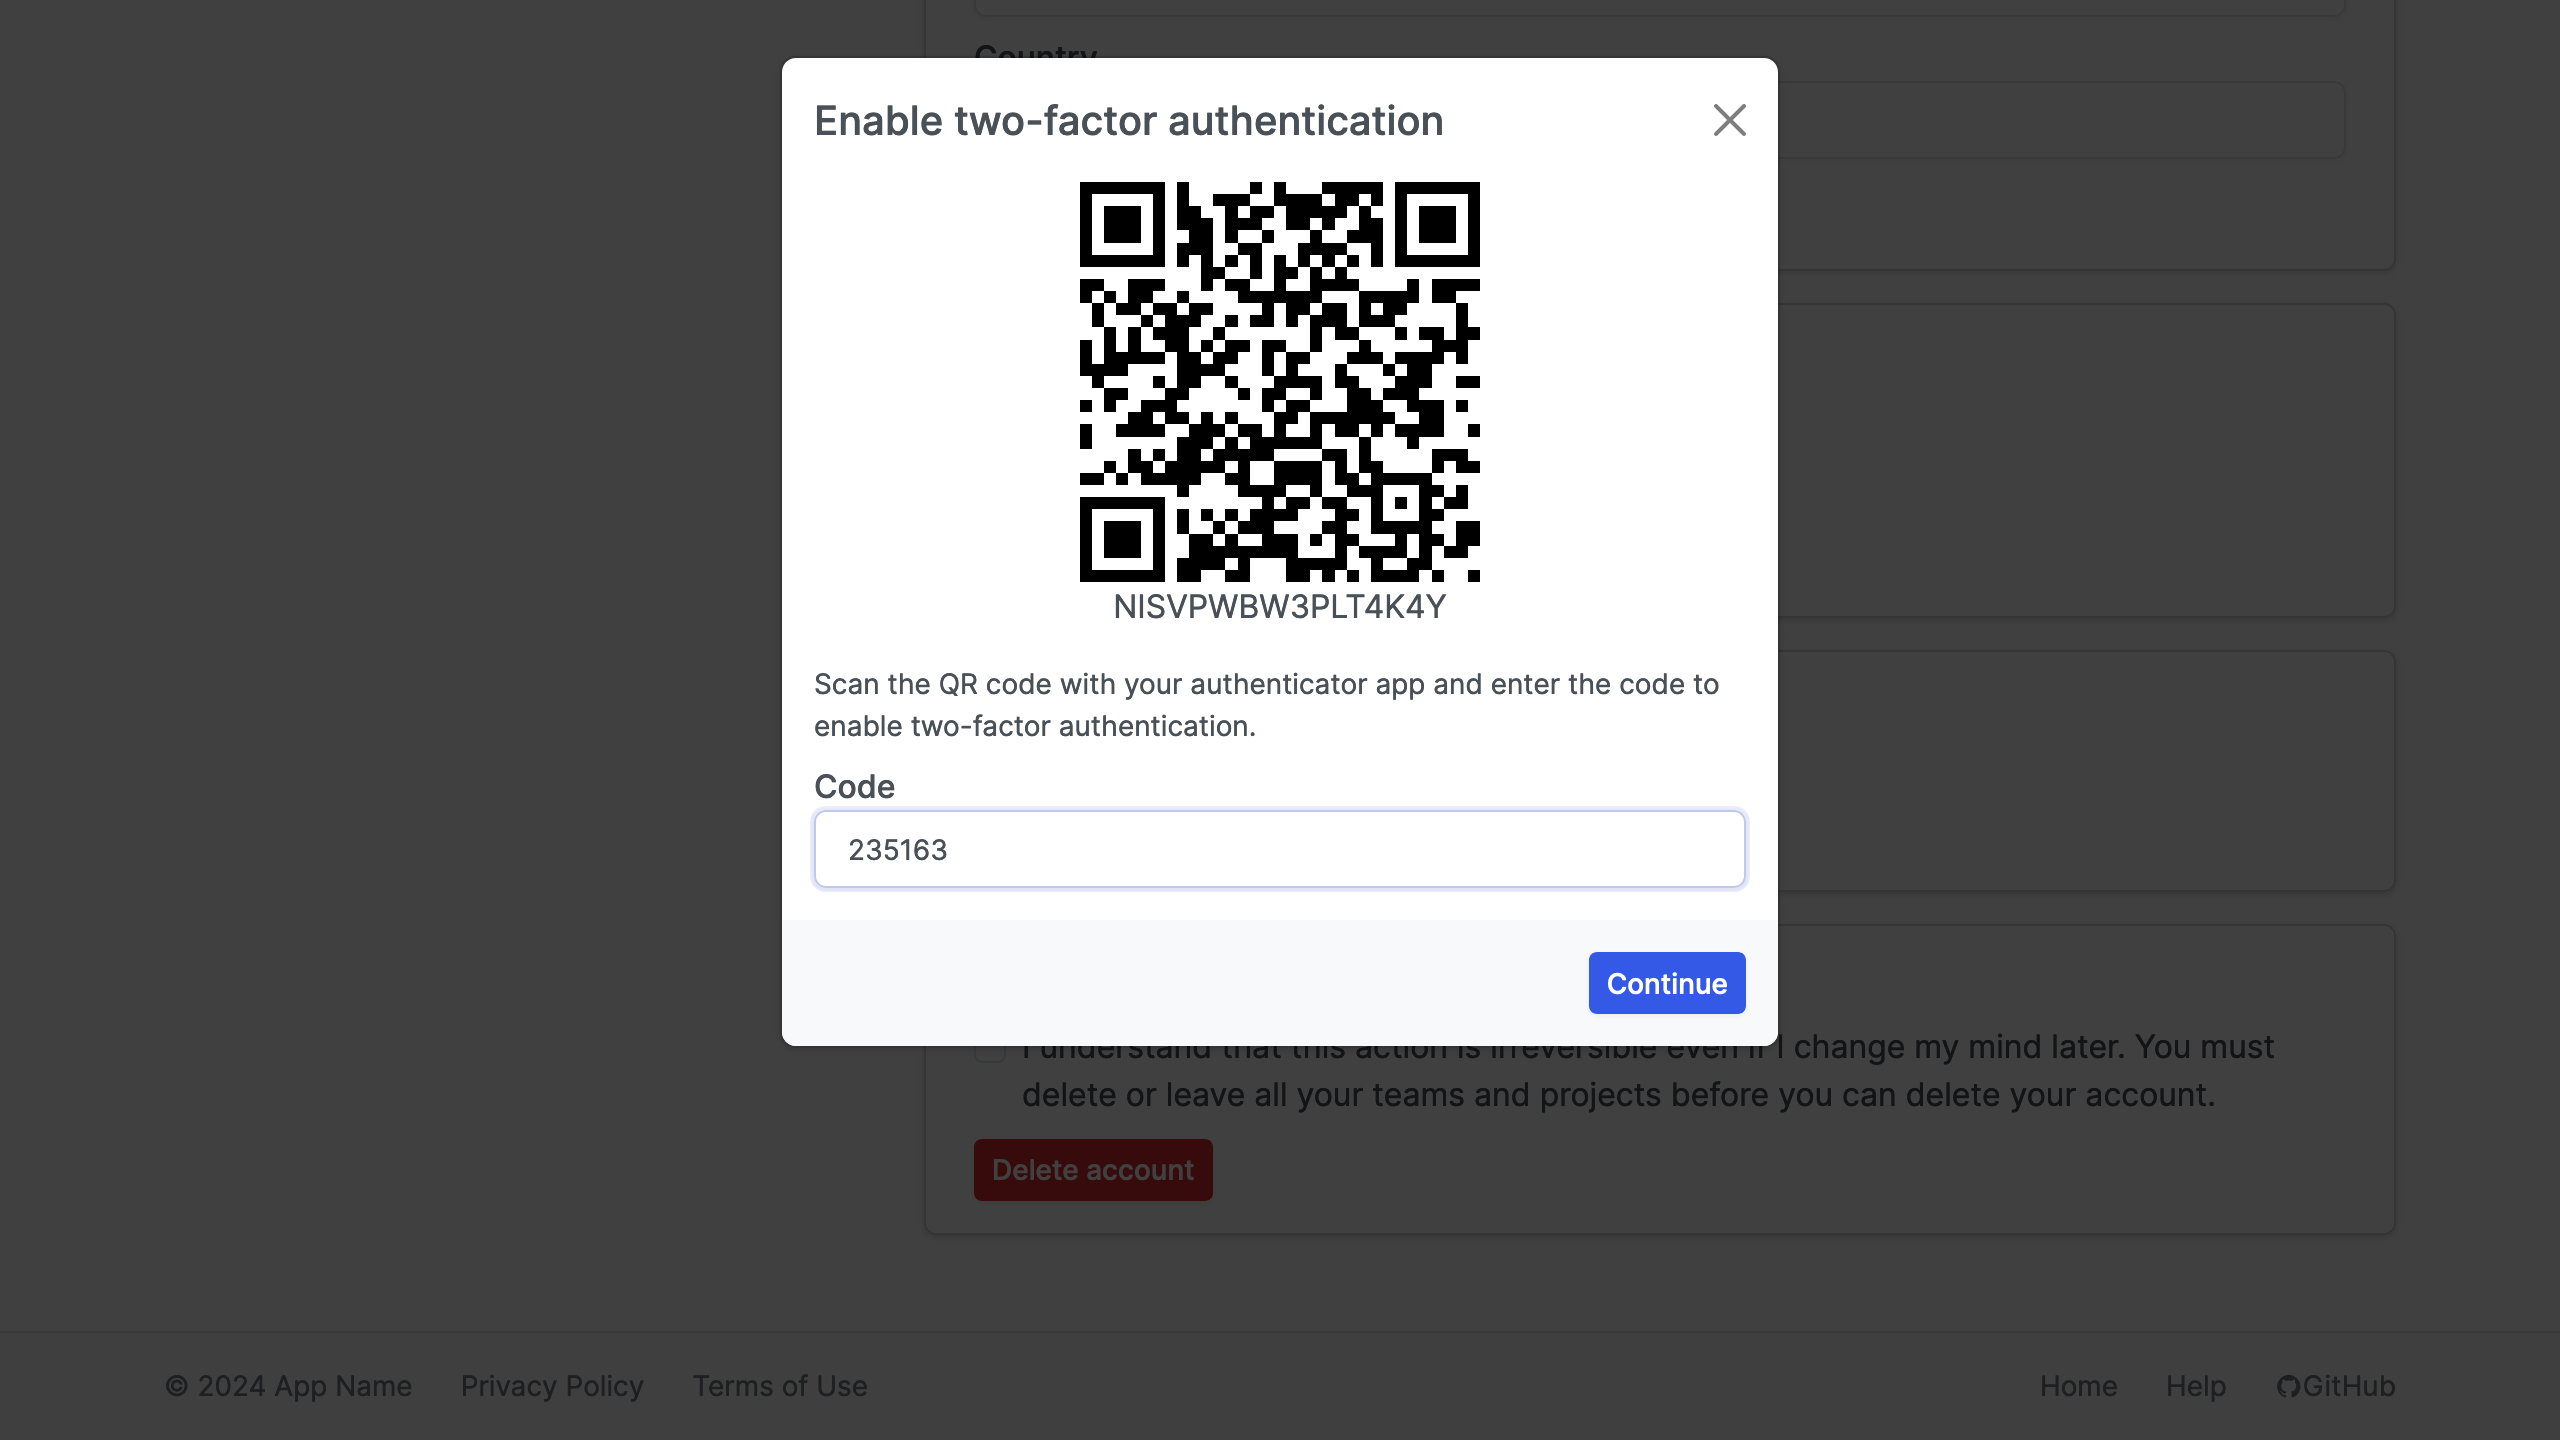 Country
Enable two-factor authentication
NISVPWBW3PLT4K4Y
Scan the QR code with your authenticator app and enter the code to
enable two-factor authentication.
Code
235163
Continue
I understand that this action is irreversible even if I change my mind later. You must
delete or leave all your teams and projects before you can delete your account.
Delete account
© 2024 App Name Privacy Policy Terms of Use Home Help GitHub